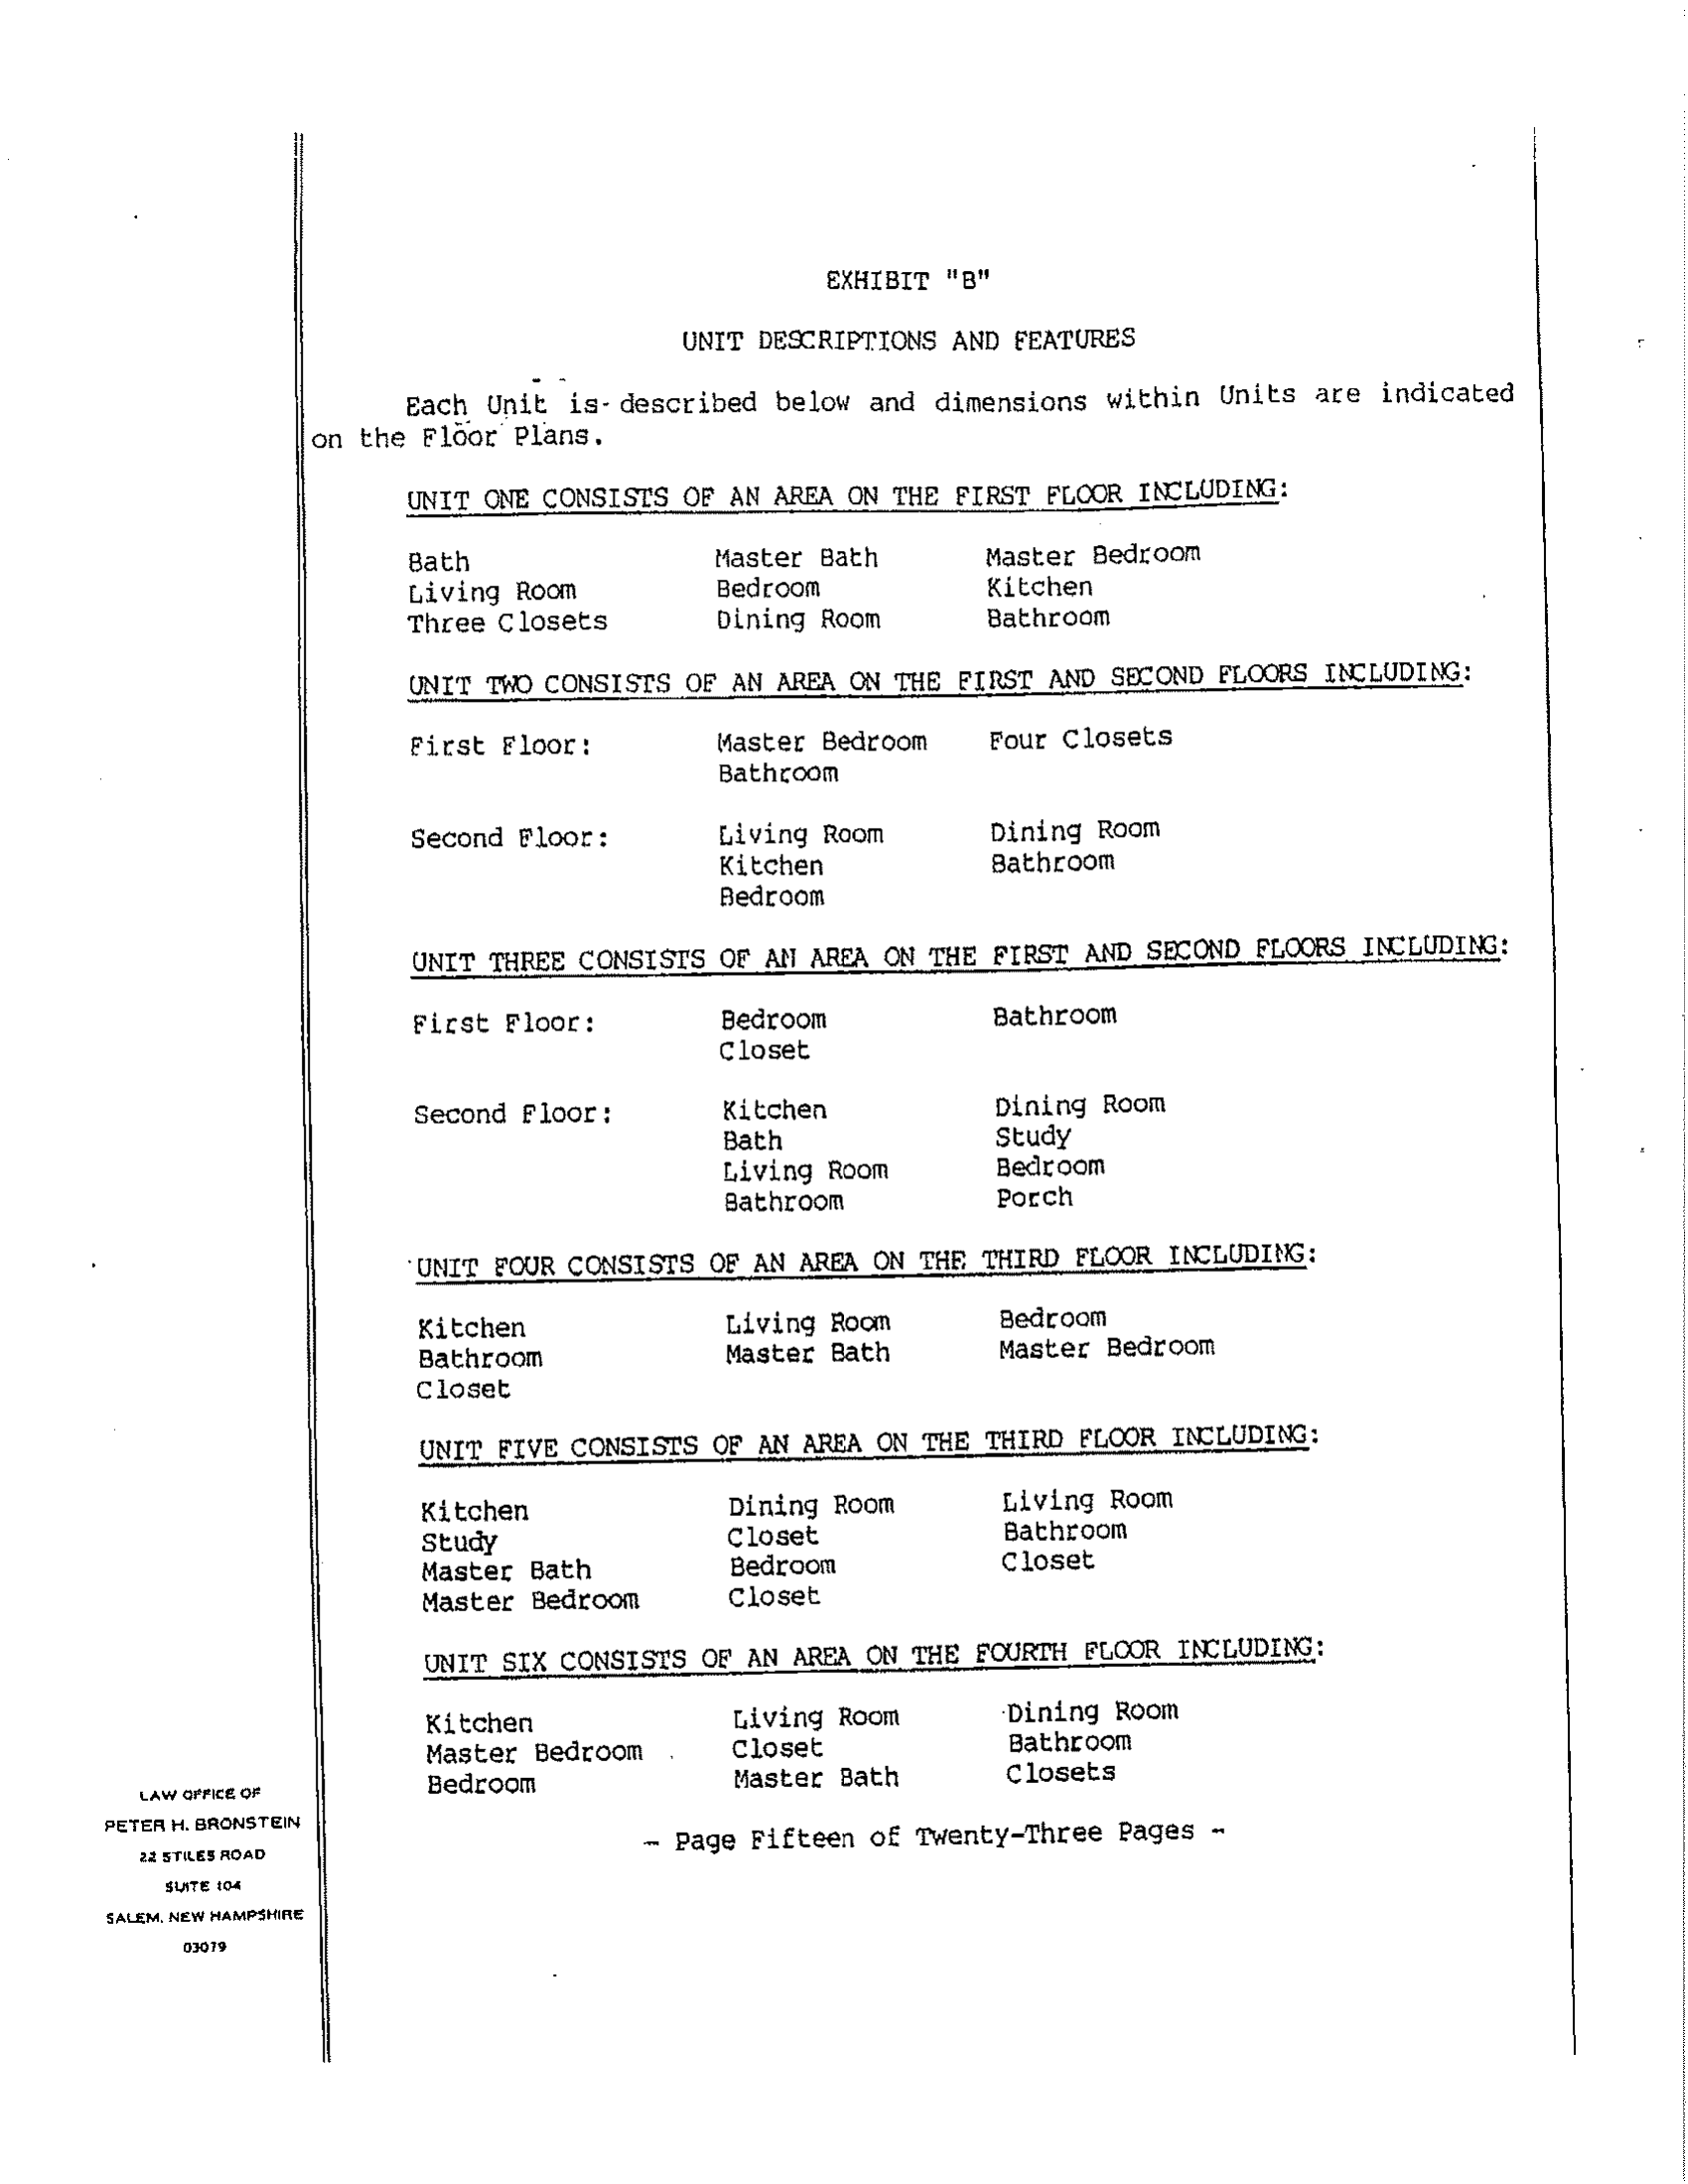 EXHIBIT "B"
UNIT DESCRIPTIONS AND FEATURES
Each Unit is described below and dimensions within Units are indicated
on the Floor Plans.
UNIT ONE CONSISTS OF AN AREA ON THE FIRST FLOOR INCLUDING:
Bath Master Bath Master Bedroom
Living Room Bedroom Kitchen
Three Closets Dining Room Bathroom
UNIT TWO CONSISTS OF AN AREA ON THE FIRST AND SECOND FLOORS INCLUDING:
First Floor: Master Bedroom Four Closets
Bathroom
Second Floor: Living Room Dining Room
Kitchen Bathroom
Bedroom
UNIT THREE CONSISTS OF AN AREA ON THE FIRST AND SECOND FLOORS INCLUDING:
First Floor: Bedroom Bathroom
Closet
Second Floor: Kitchen Dining Room
Bath Study
Living Room Bedroom
Bathroom Porch
UNIT FOUR CONSISTS OF AN AREA ON THE THIRD FLOOR INCLUDING:
Kitchen Living Room Bedroom
Bathroom Master Bath Master Bedroom
Closet
UNIT FIVE CONSISTS OF AN AREA ON THE THIRD FLOOR INCLUDING:
Kitchen Dining Room Living Room
Study Closet Bathroom
Master Bath Bedroom Closet
Master Bedroom Closet
UNIT SIX CONSISTS OF AN AREA ON THE FOURTH FLOOR INCLUDING:
Kitchen Living Room Dining Room
Master Bedroom Closet Bathroom
Bedroom Master Bath Closets
- Page Fifteen of Twenty-Three Pages -
LAW OFFICE OF
PETER H. BRONSTEIN
22 STILES ROAD
SUITE 104
SALEM, NEW HAMPSHIRE
03079